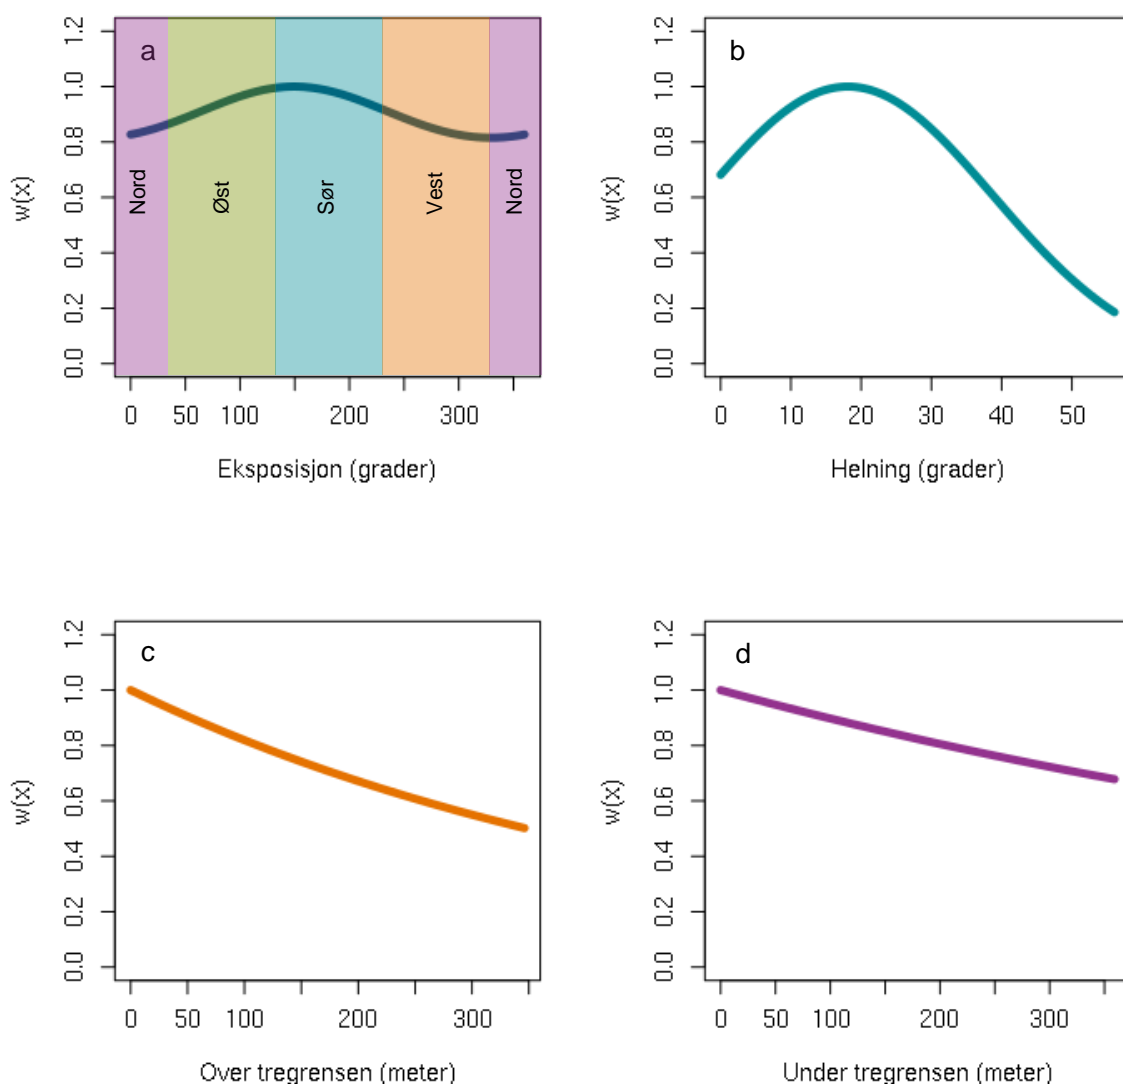 a
w(x)
1.2
1.0
0.8
0.6
0.4
0.2
0.0
Nord
Øst
Sør
Vest
Nord
0 50 100 200 300
Eksposisjon (grader)
b
w(x)
1.2
1.0
0.8
0.6
0.4
0.2
0.0
0 10 20 30 40 50
Helning (grader)
c
w(x)
1.2
1.0
0.8
0.6
0.4
0.2
0.0
0 50 100 200 300
Over tregrensen (meter)
d
w(x)
1.2
1.0
0.8
0.6
0.4
0.2
0.0
0 50 100 200 300
Under tregrensen (meter)